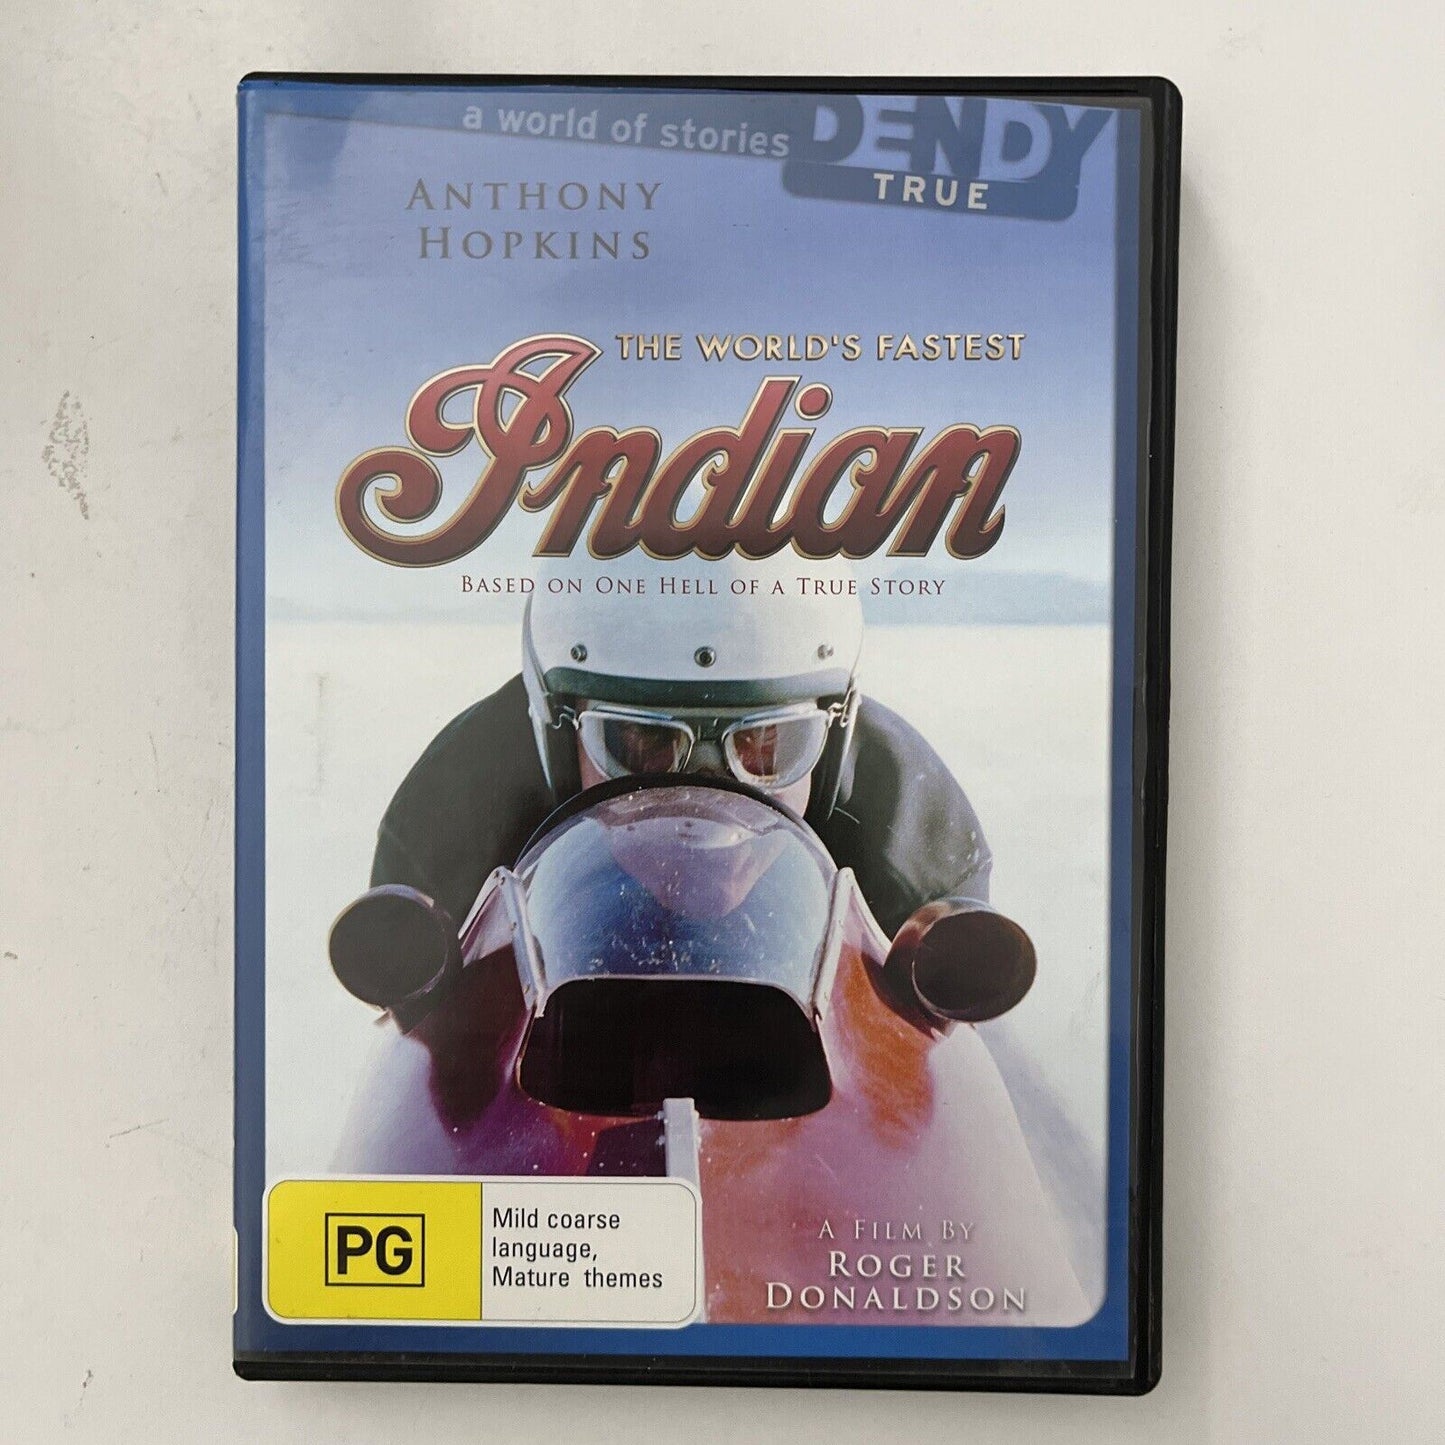 a world of stories DENDY
TRUE
ANTHONY
HOPKINS
THE WORLD'S FASTEST
Indian
BASED ON ONE HELL OF A TRUE STORY
PG
Mild coarse
language,
Mature themes
A FILM BY
ROGER
DONALDSON